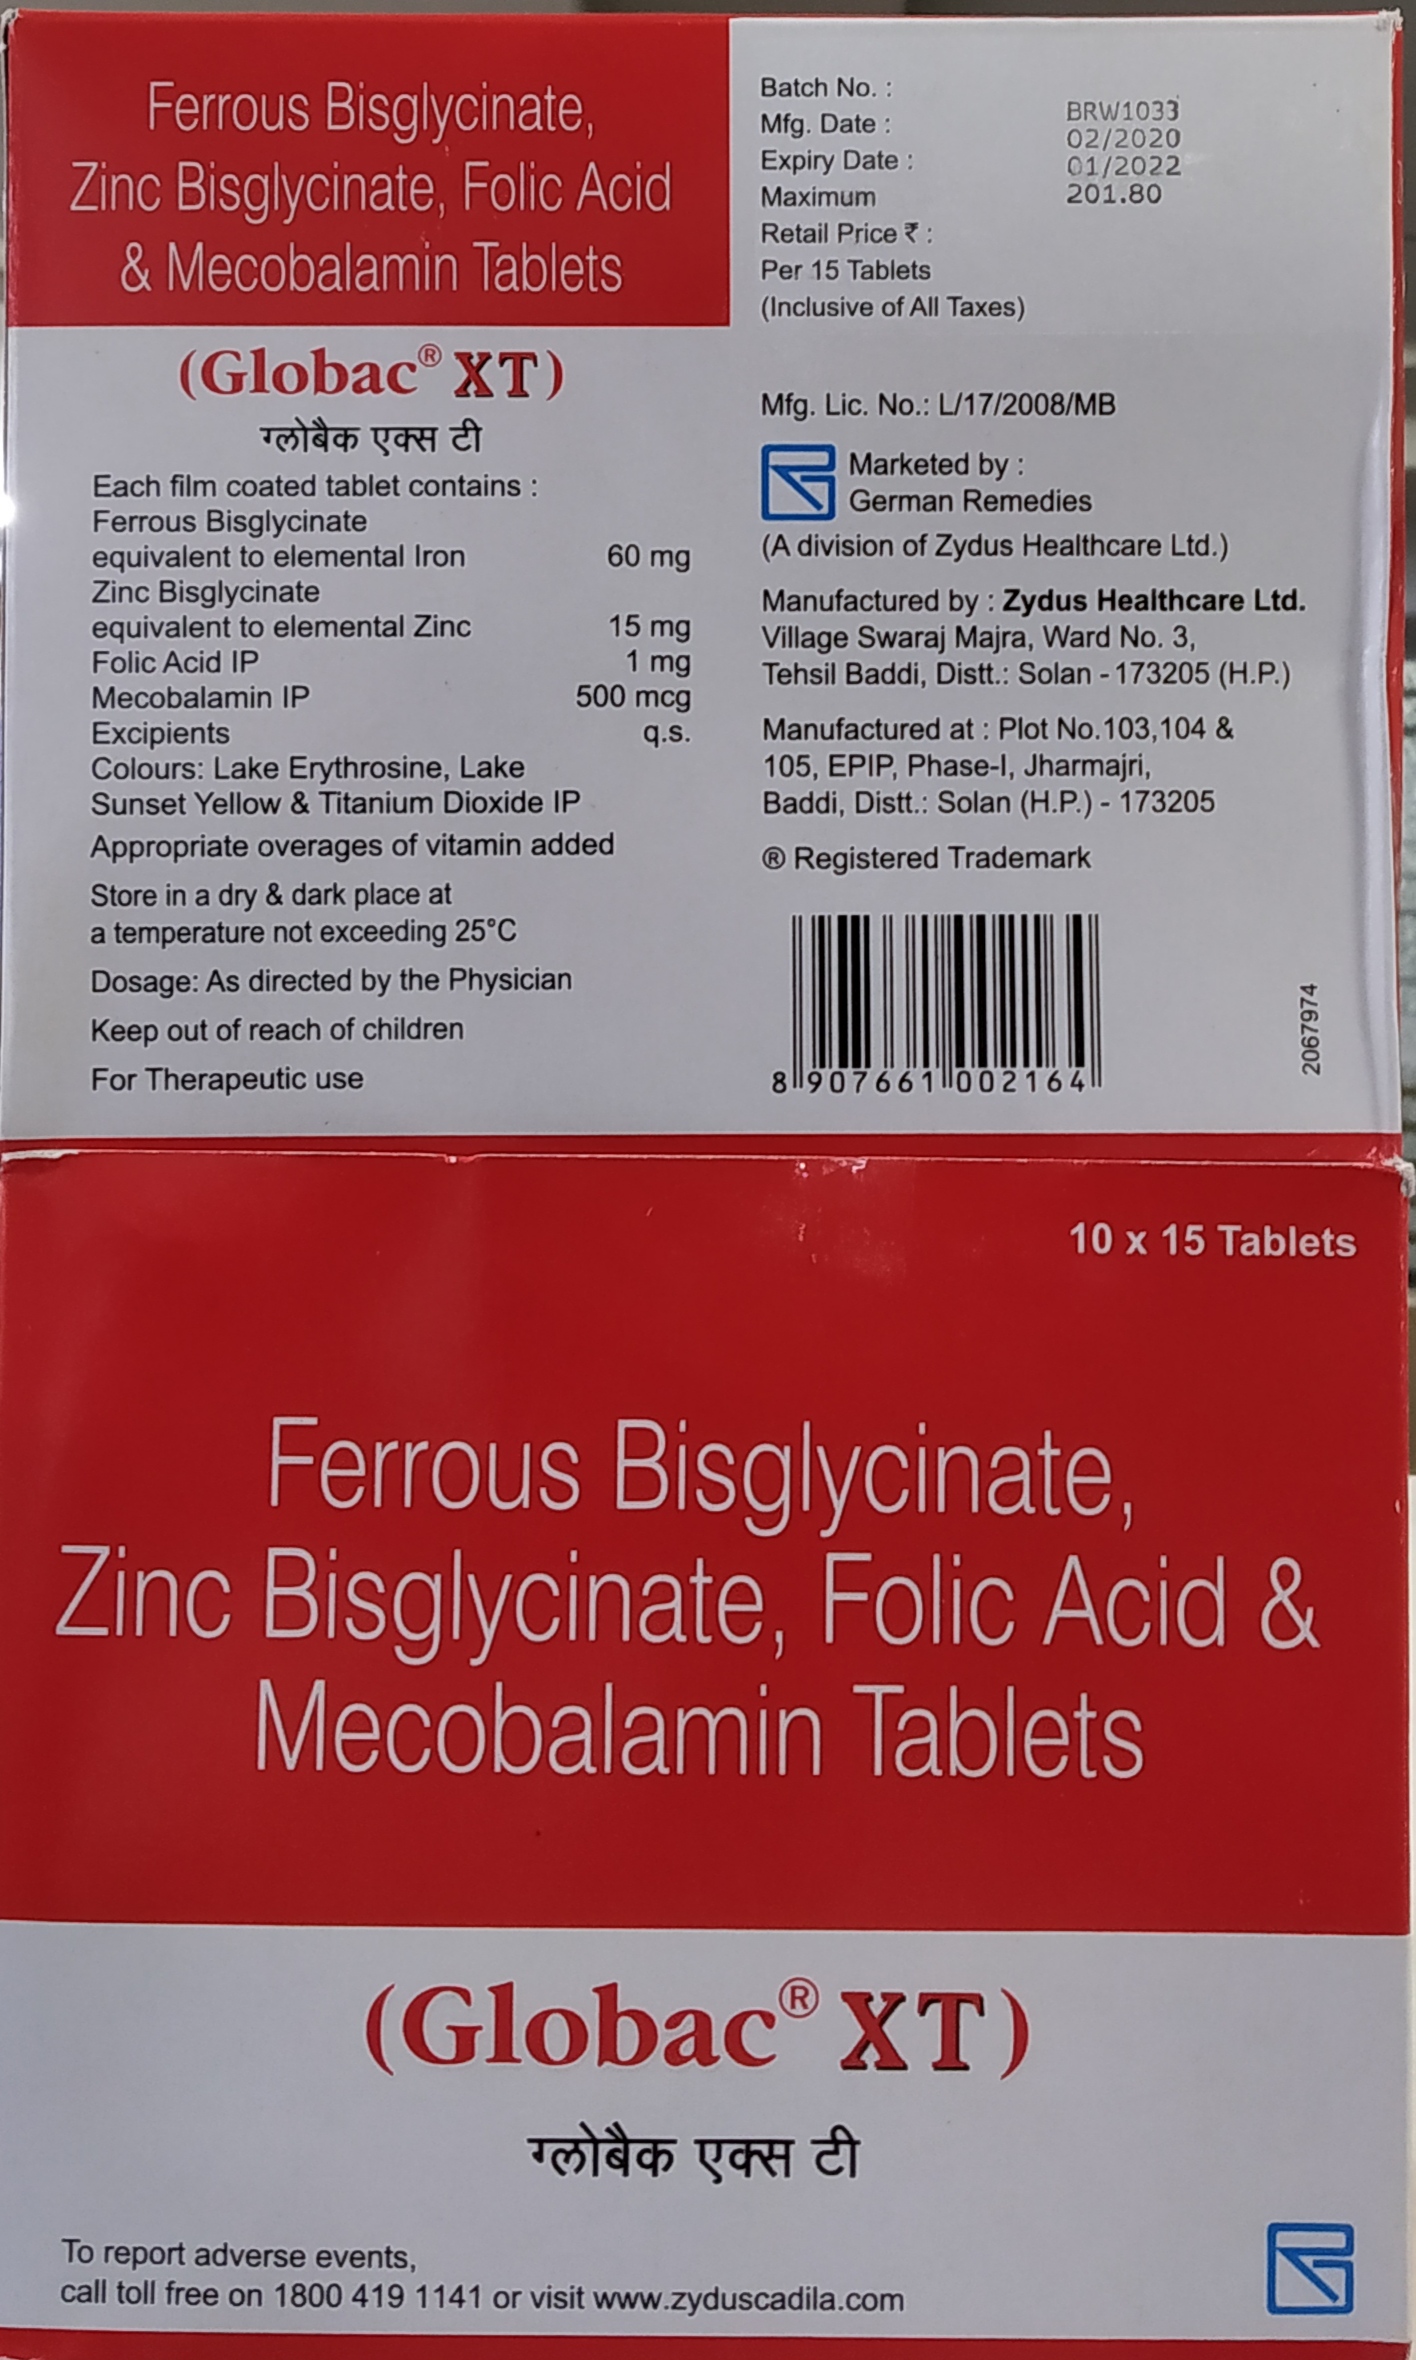 Ferrous Bisglycinate,
Zinc Bisglycinate, Folic Acid
& Mecobalamin Tablets
(Globac® XT)
ग्लोबैक एक्स टी
Each film coated tablet contains :
Ferrous Bisglycinate
equivalent to elemental Iron 60 mg
Zinc Bisglycinate
equivalent to elemental Zinc 15 mg
Folic Acid IP 1 mg
Mecobalamin IP 500 mcg
Excipients q.s.
Colours: Lake Erythrosine, Lake
Sunset Yellow & Titanium Dioxide IP
Appropriate overages of vitamin added
Store in a dry & dark place at
a temperature not exceeding 25°C
Dosage: As directed by the Physician
Keep out of reach of children
For Therapeutic use
Batch No. :
Mfg. Date :
Expiry Date :
Maximum
Retail Price ₹ :
Per 15 Tablets
(Inclusive of All Taxes)
BRW1033
02/2020
01/2022
201.80
Mfg. Lic. No.: L/17/2008/MB
Marketed by :
German Remedies
(A division of Zydus Healthcare Ltd.)
Manufactured by : Zydus Healthcare Ltd.
Village Swaraj Majra, Ward No. 3,
Tehsil Baddi, Distt.: Solan - 173205 (H.P.)
Manufactured at : Plot No.103,104 &
105, EPIP, Phase-I, Jharmajri,
Baddi, Distt.: Solan (H.P.) - 173205
® Registered Trademark
8 907661 002164
2067974
10 x 15 Tablets
Ferrous Bisglycinate,
Zinc Bisglycinate, Folic Acid &
Mecobalamin Tablets
(Globac® XT)
ग्लोबैक एक्स टी
To report adverse events,
call toll free on 1800 419 1141 or visit www.zyduscadila.com